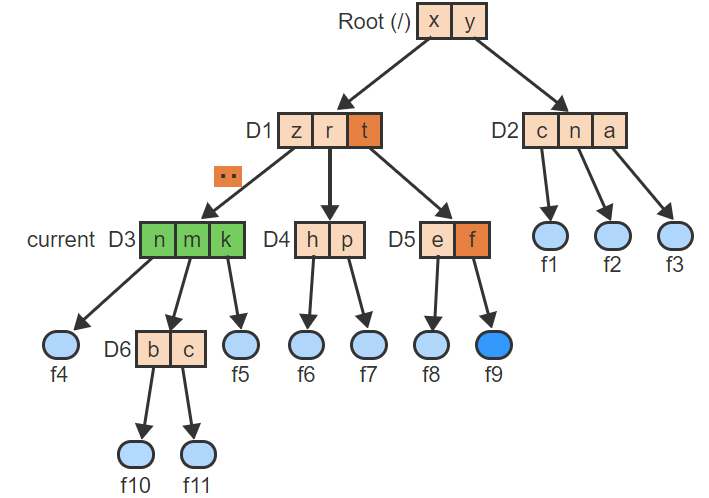 Root (/) x y
D1 z r t
D2 c n a
..
current D3 n m k
D4 h p
D5 e f
f1 f2 f3
f4
D6 b c
f5 f6 f7 f8 f9
f10 f11